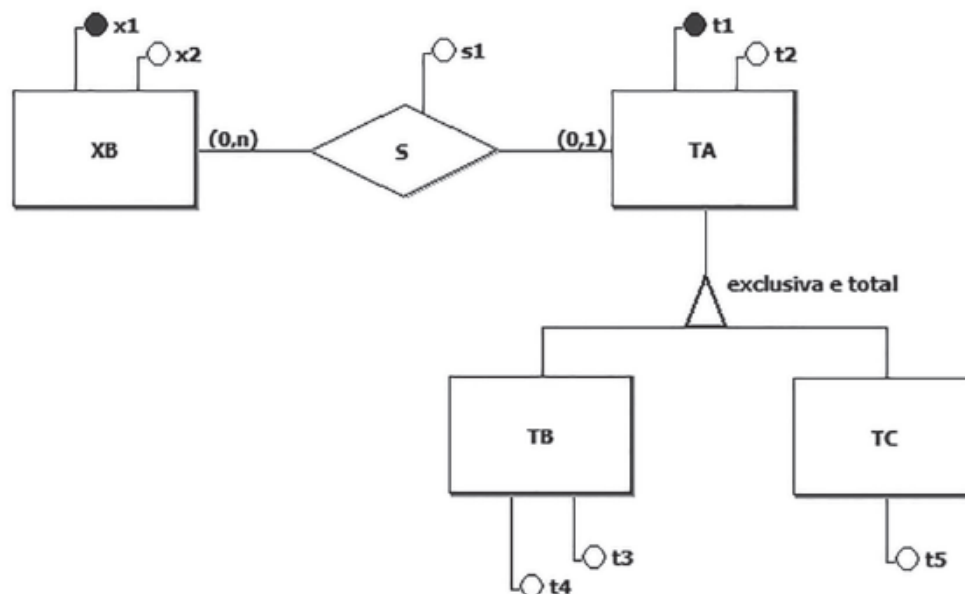 x1
x2
s1
t1
t2
XB
(0,n)
S
(0,1)
TA
exclusiva e total
TB
TC
t3
t4
t5